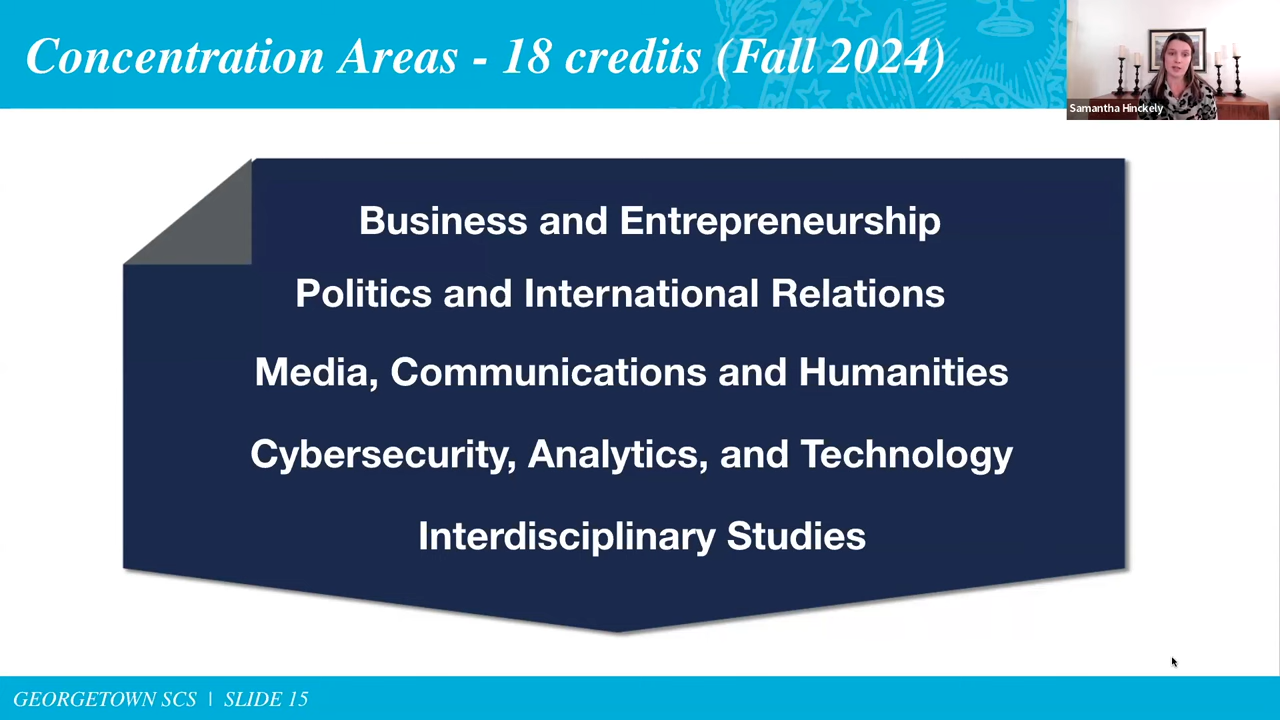 Concentration Areas - 18 credits (Fall 2024)
Samantha Hinckely
Business and Entrepreneurship
Politics and International Relations
Media, Communications and Humanities
Cybersecurity, Analytics, and Technology
Interdisciplinary Studies
GEORGETOWN SCS | SLIDE 15